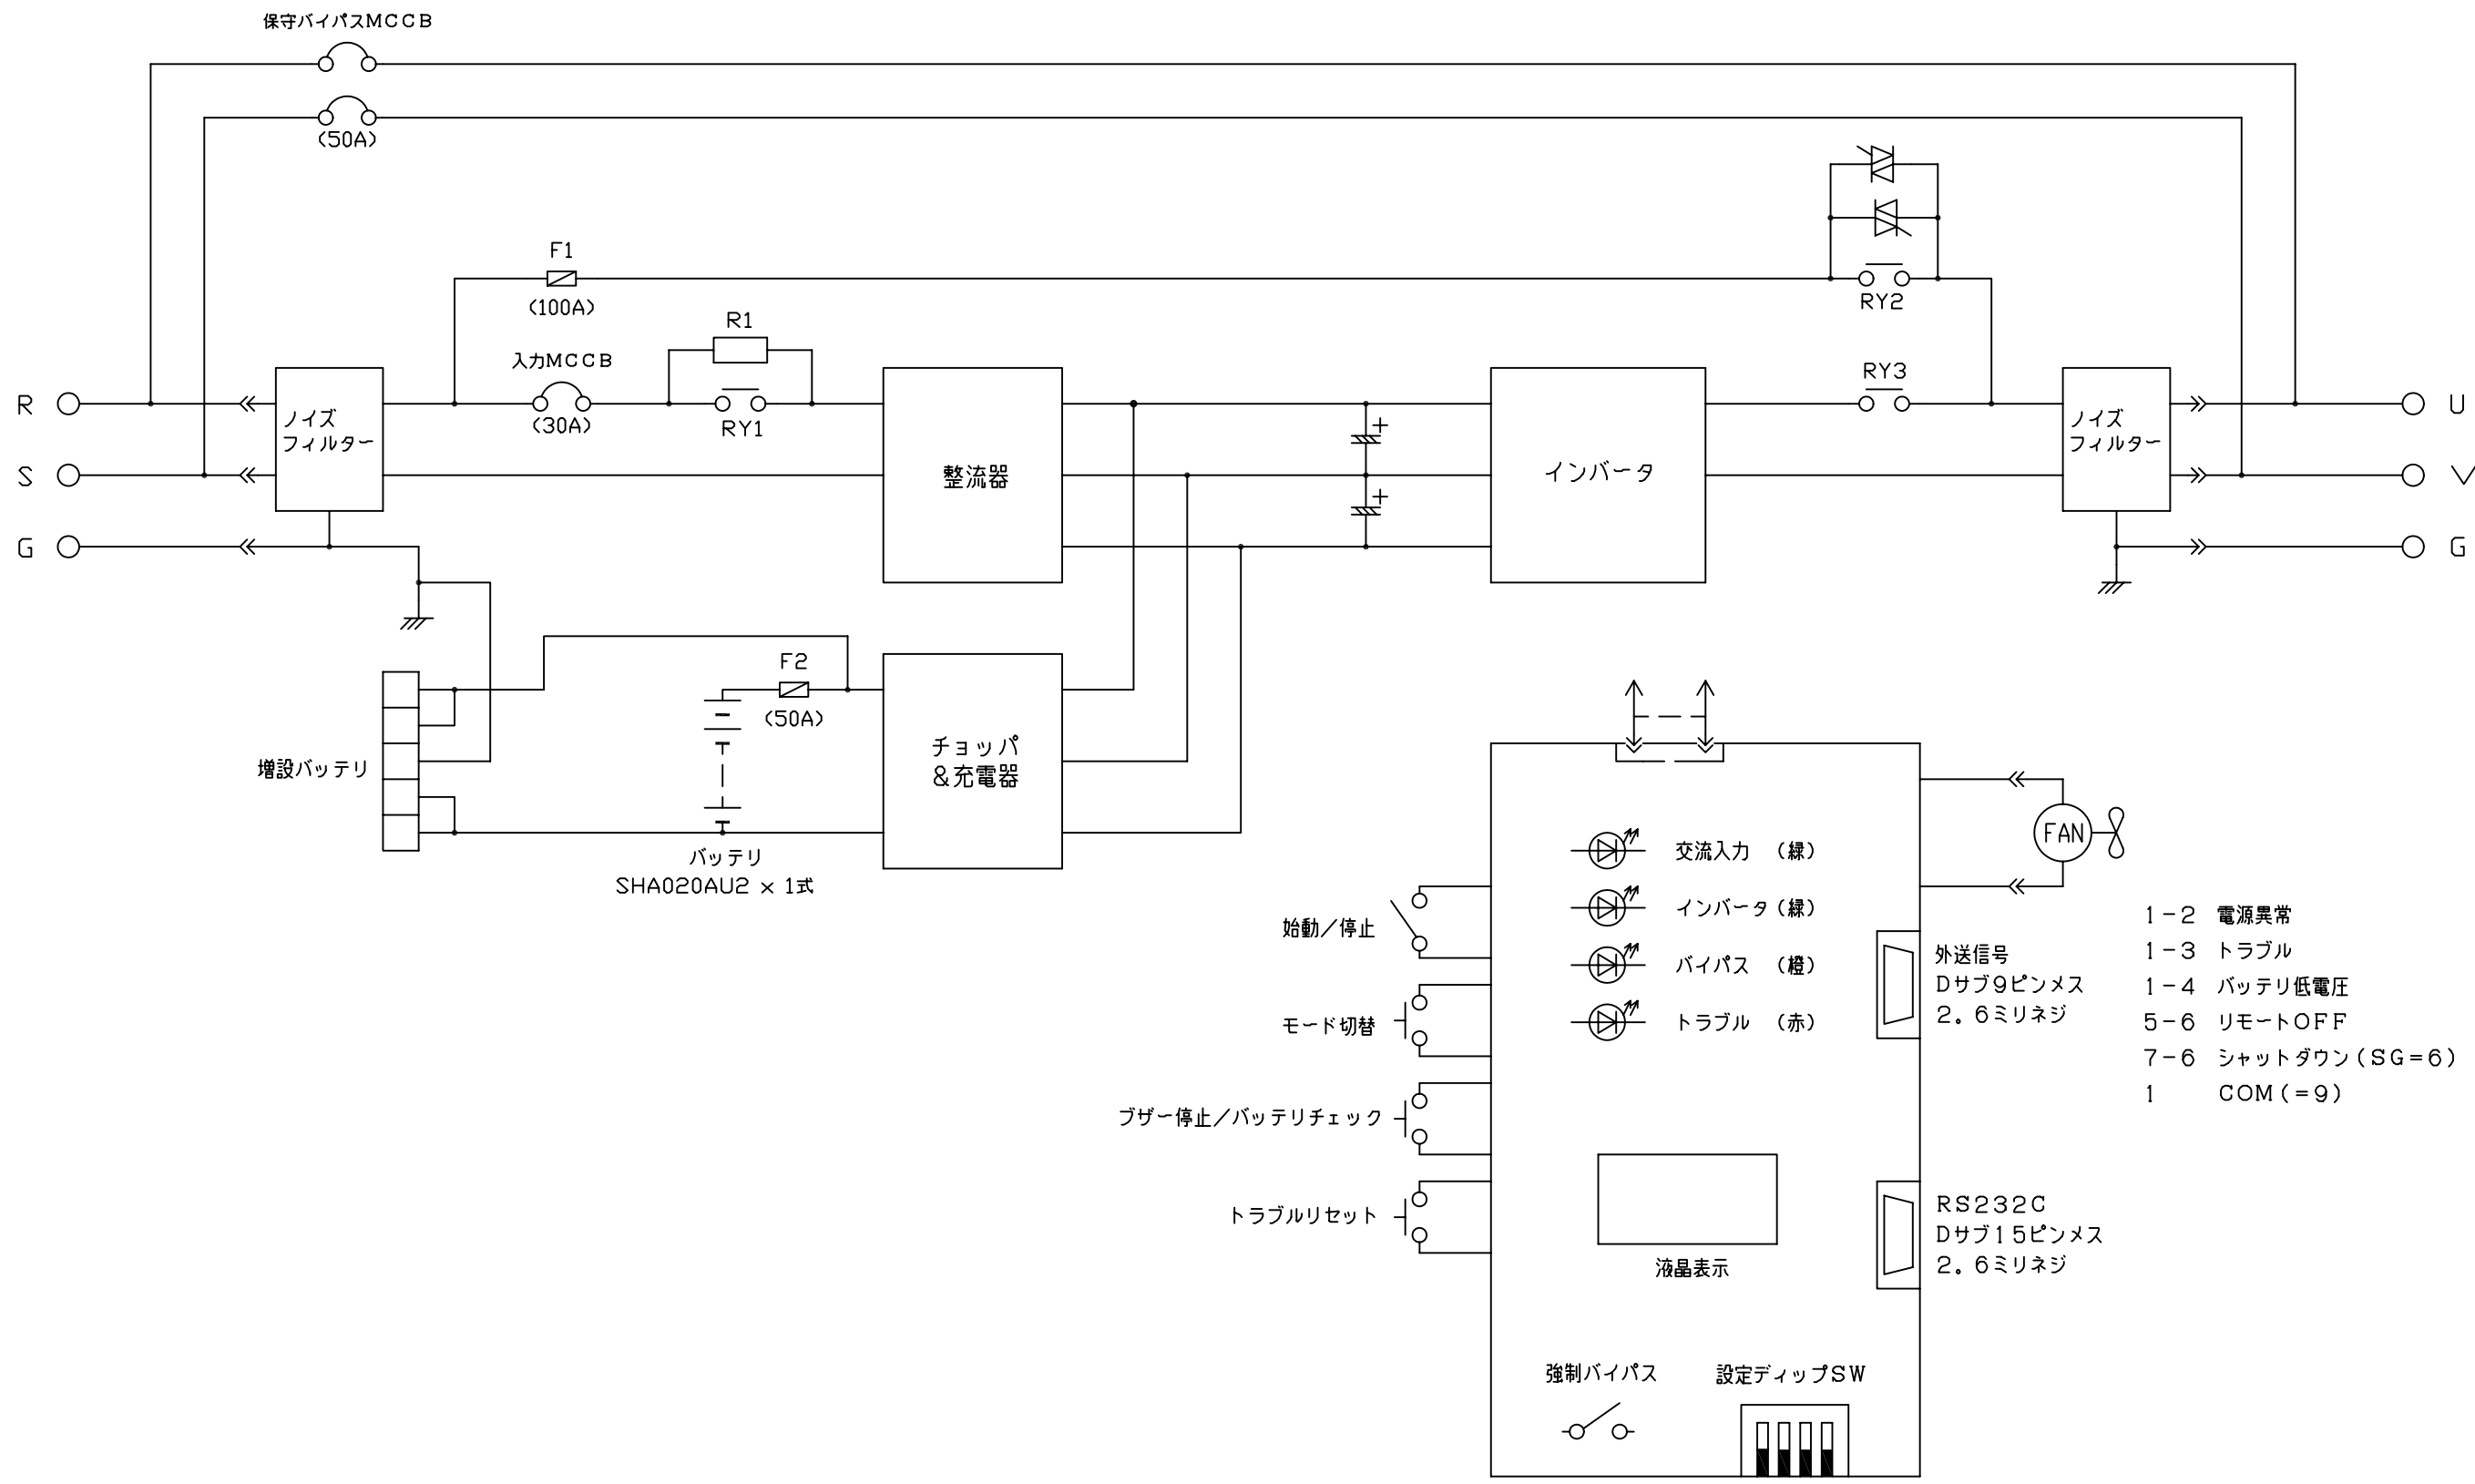 保守バイパスMCCB
(50A)
F1
(100A)
R1
入力MCCB
(30A)
RY1
RY2
RY3
R
S
G
ノイズ
フィルター
整流器
インバータ
ノイズ
フィルター
U
V
G
F2
(50A)
増設バッテリ
チョッパ
&充電器
バッテリ
SHA020AU2 × 1式
FAN
交流入力 (緑)
インバータ(緑)
バイパス (橙)
トラブル (赤)
始動/停止
モード切替
ブザー停止/バッテリチェック
トラブルリセット
液晶表示
強制バイパス
設定ディップSW
外送信号
Dサブ9ピンメス
2。6ミリネジ
RS232C
Dサブ15ピンメス
2。6ミリネジ
1-2 電源異常
1-3 トラブル
1-4 バッテリ低電圧
5-6 リモートOFF
7-6 シャットダウン(SG=6)
1 COM(=9)